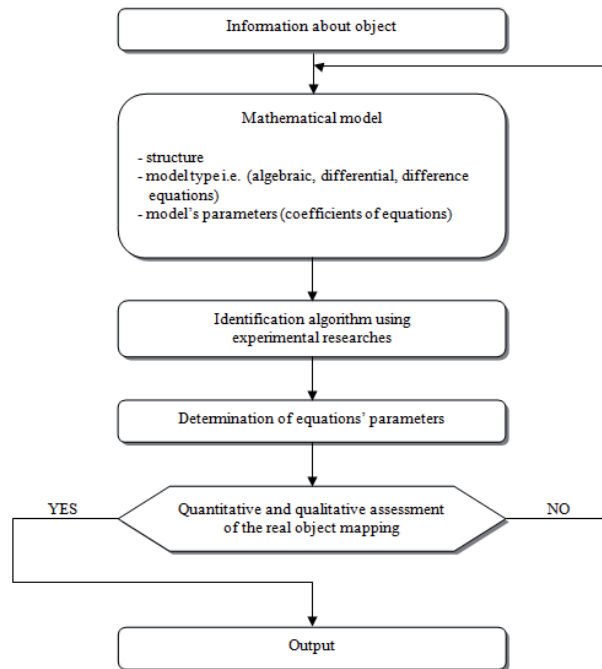 Information about object
Mathematical model
- structure
- model type i.e. (algebraic, differential, difference
equations)
- model's parameters (coefficients of equations)
Identification algorithm using
experimental researches
Determination of equations' parameters
YES
Quantitative and qualitative assessment
of the real object mapping
NO
Output